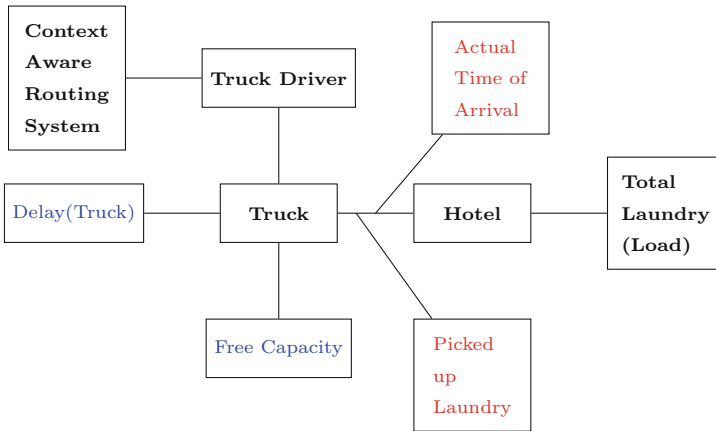 Context
Aware
Routing
System
Truck Driver
Actual
Time of
Arrival
Delay(Truck)
Truck
Hotel
Total
Laundry
(Load)
Free Capacity
Picked
up
Laundry